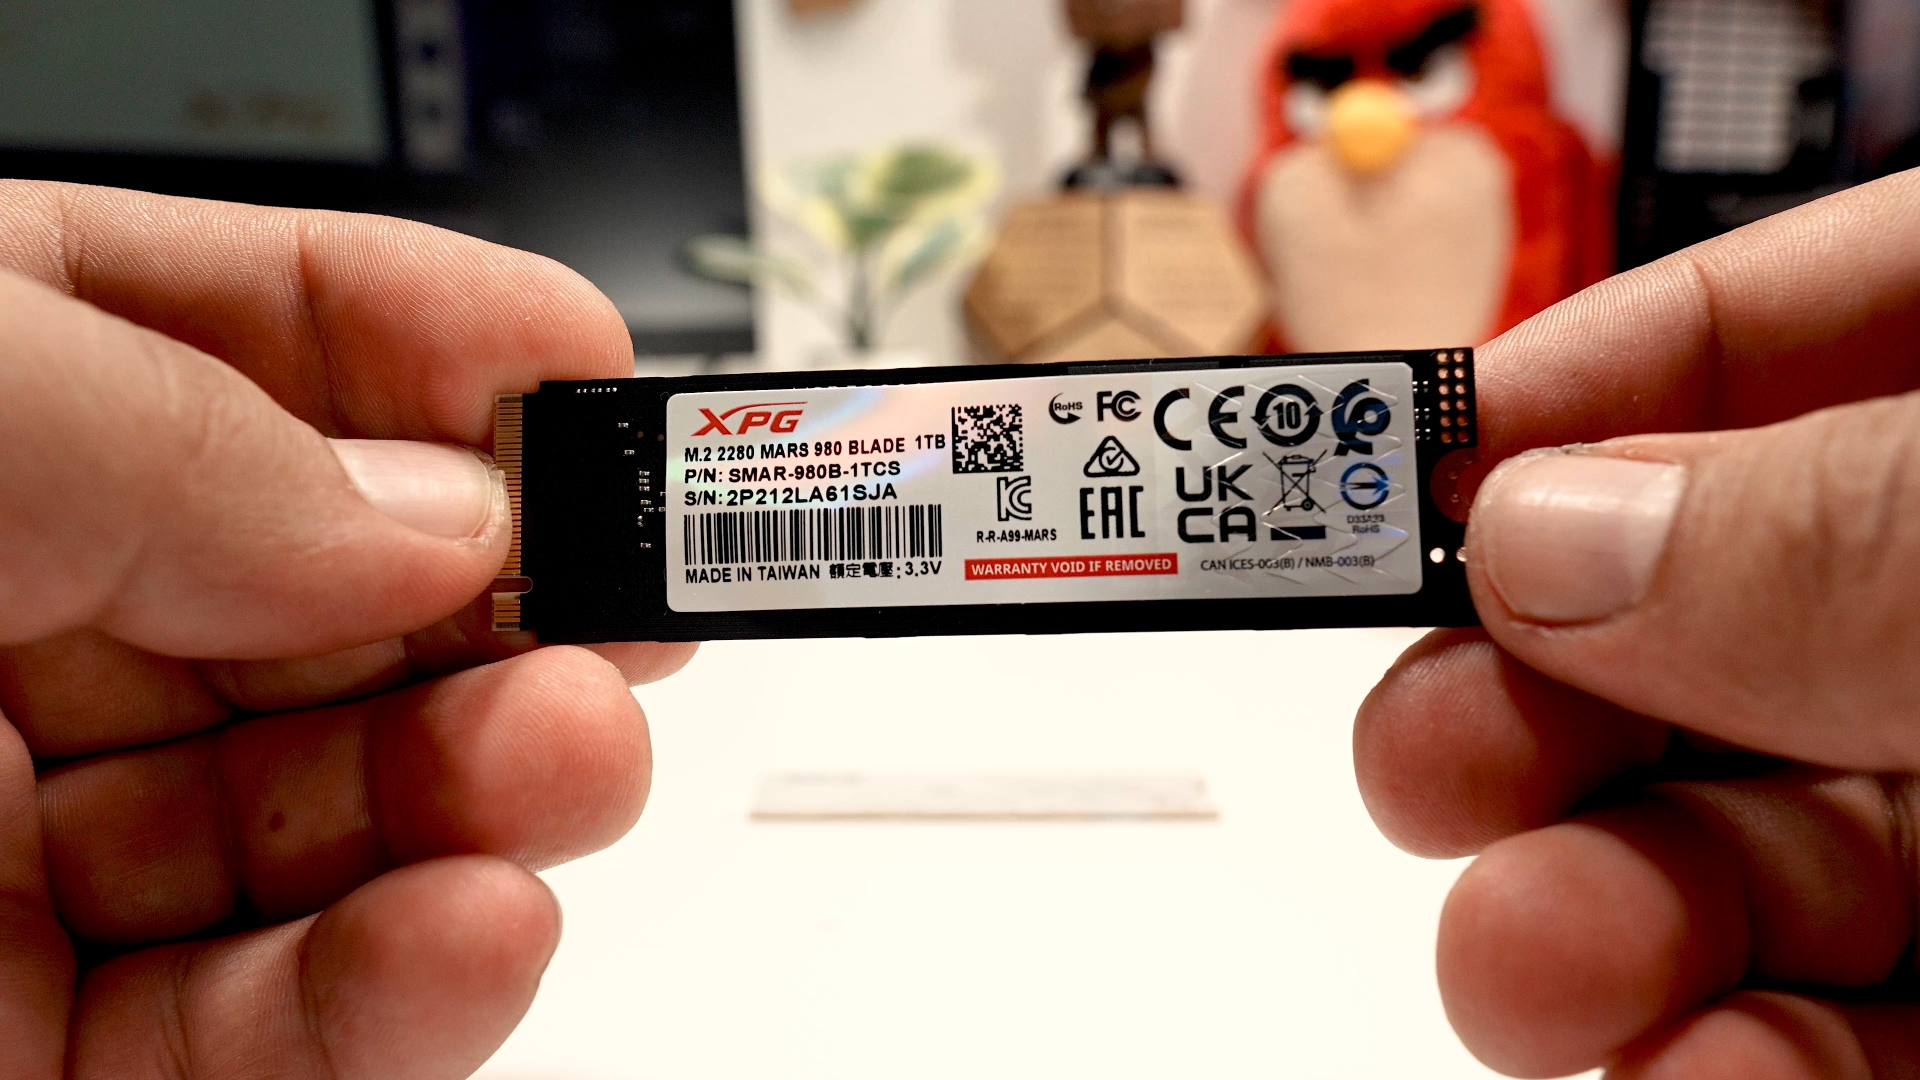 XPG
M.2 2280 MARS 980 BLADE 1TB
P/N: SMAR-980B-1TCS
S/N: 2P212LA61SJA
MADE IN TAIWAN 額定電壓:3.3V
RoHS
FC
CE
10
R-R-A99-MARS
EAC
UK
CA
D33A23
RoHS
WARRANTY VOID IF REMOVED
CAN ICES-003(B) / NMB-003(B)